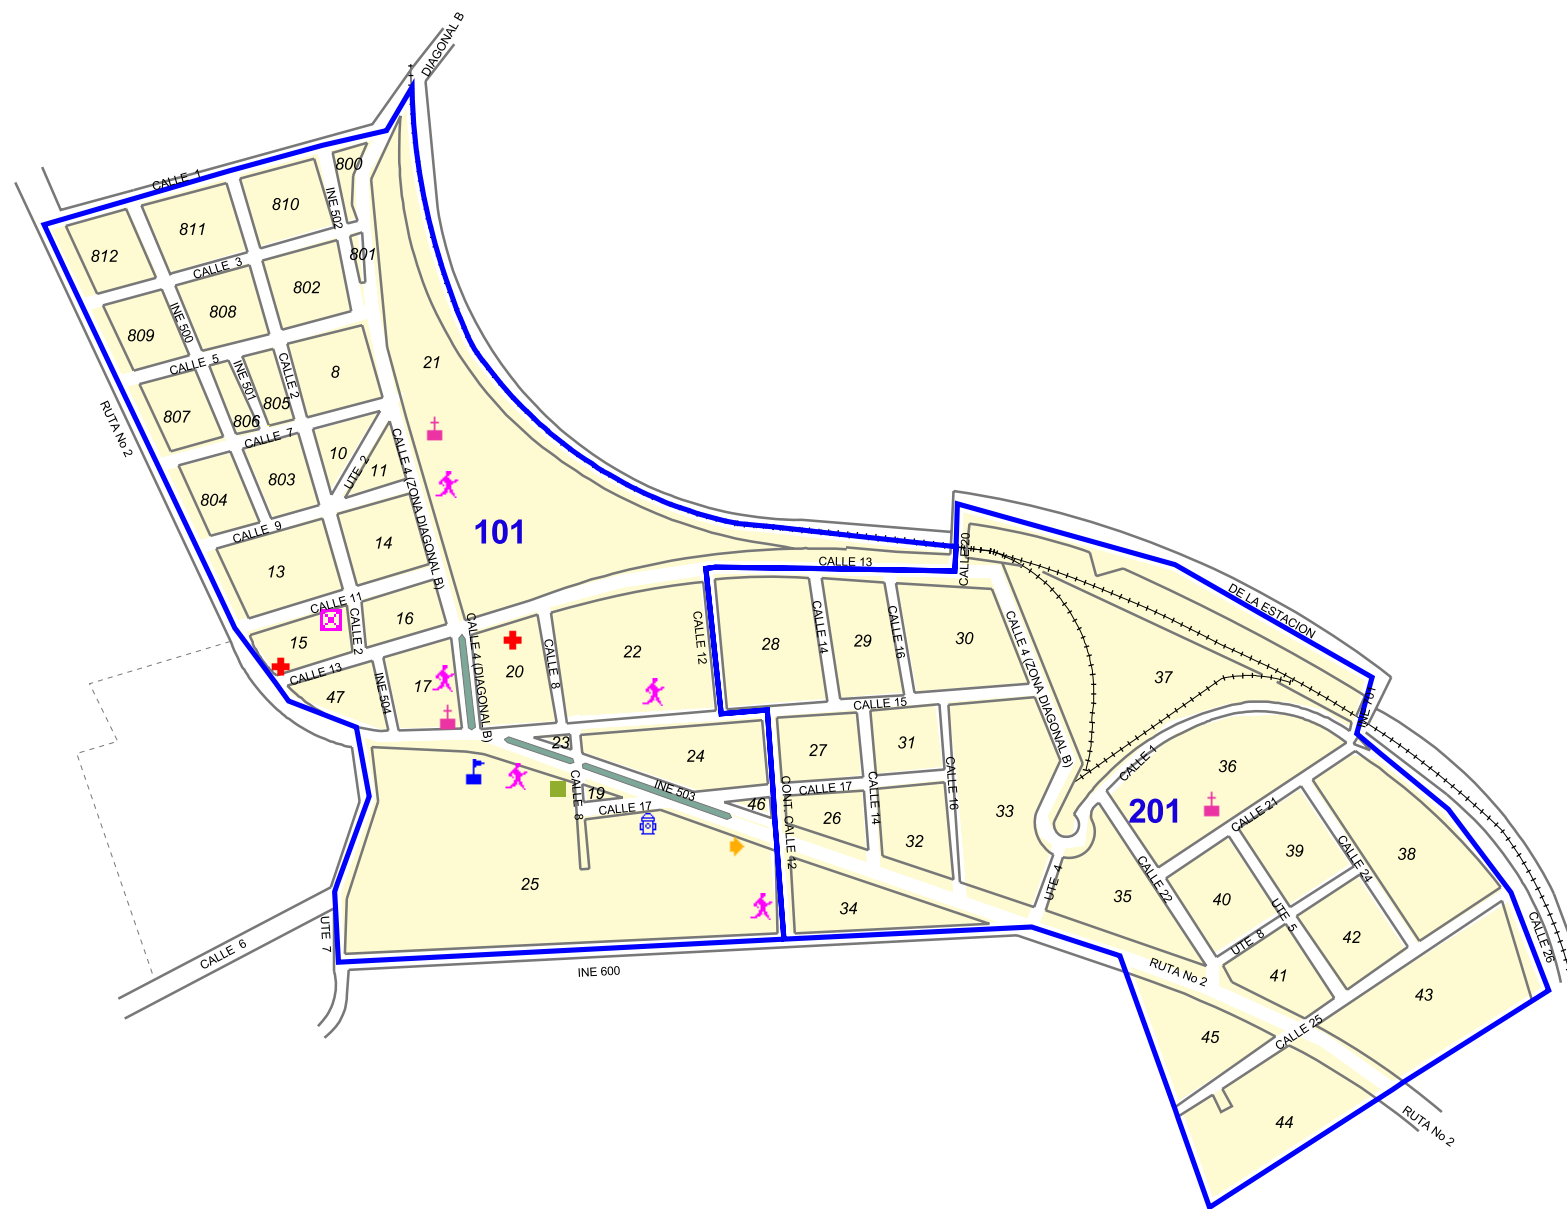 DIAGONAL B
CALLE 1
800
INE 502
810
811
812
801
CALLE 3
802
808
INE 500
809
CALLE 5
INE 501
CALLE 2
8
21
805
806
807
CALLE 7
RUTA No 2
10
UTE 2
11
CALLE 4 (ZONA DIAGONAL B)
803
804
101
CALLE 9
14
13
CALLE 13
CALLE 20
DE LA ESTACION
CALLE 11
CALLE 2
16
15
CALLE 4 (DIAGONAL B)
20
CALLE 8
22
CALLE 12
28
CALLE 14
29
CALLE 16
30
CALLE 4 (ZONA DIAGONAL B)
37
CALLE 13
INE 504
17
47
CALLE 15
INE 101
23
24
27
31
CALLE 1
36
INE 503
CALLE 8
19
CALLE 17
46
CONT. CALLE 12
CALLE 17
26
CALLE 14
CALLE 16
32
33
201
CALLE 21
39
CALLE 24
38
25
34
UTE 4
35
CALLE 22
40
UTE 5
UTE 8
42
CALLE 26
UTE 7
CALLE 6
INE 600
RUTA No 2
41
43
45
CALLE 25
44
RUTA No 2